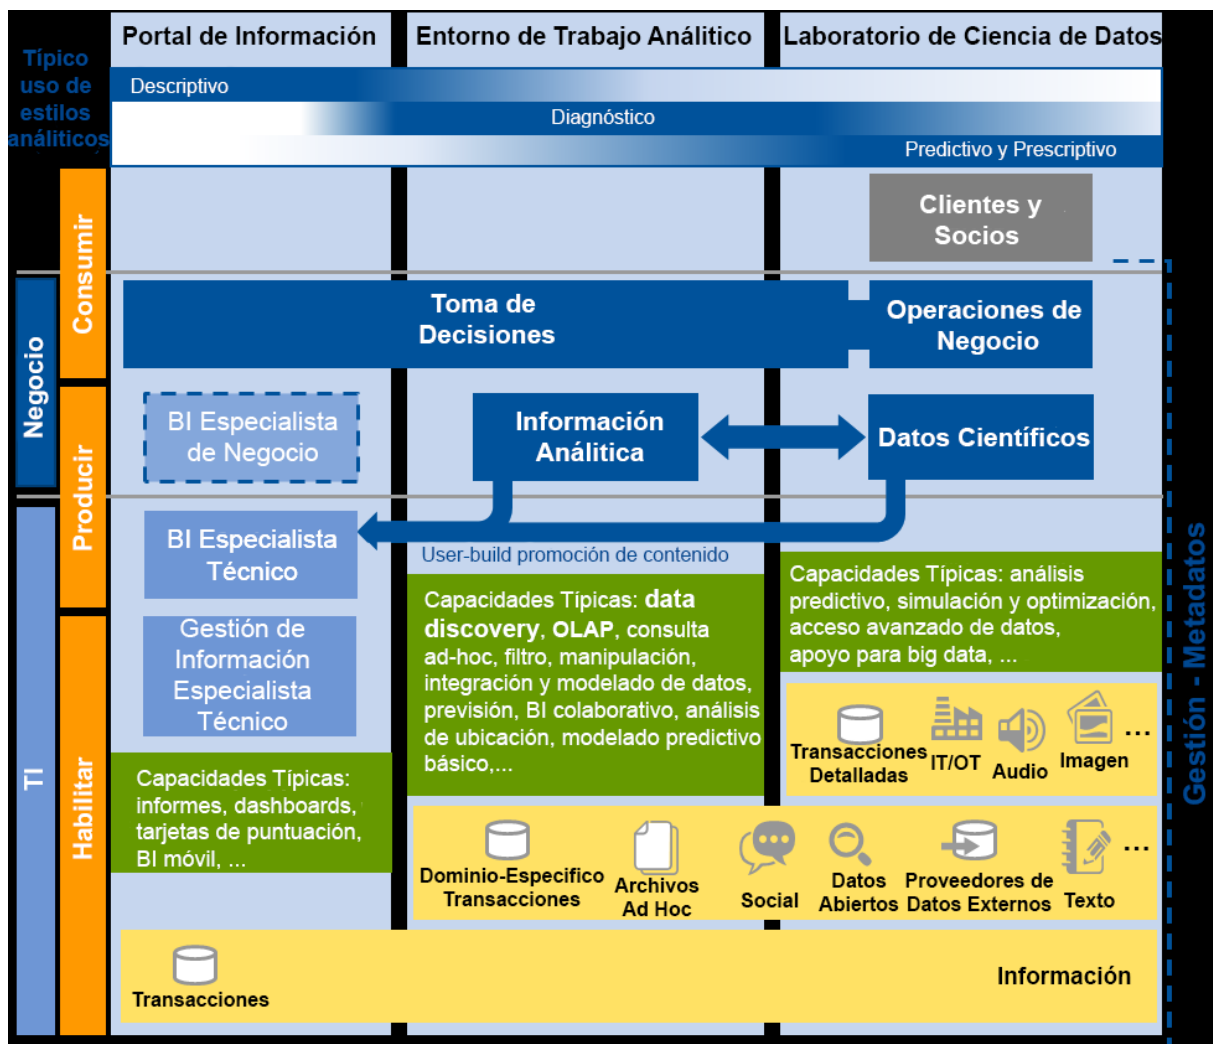 Portal de Información
Entorno de Trabajo Análitico
Laboratorio de Ciencia de Datos
Típico
uso de
estilos
análiticos
Descriptivo
Diagnóstico
Predictivo y Prescriptivo
Consumir
Clientes y
Socios
Negocio
Toma de
Decisiones
Operaciones de
Negocio
Producir
BI Especialista
de Negocio
Información
Análitica
Datos Científicos
TI
BI Especialista
Técnico
User-build promoción de contenido
Gestión - Metadatos
Habilitar
Gestión de
Información
Especialista
Técnico
Capacidades Típicas:
informes, dashboards,
tarjetas de puntuación,
BI móvil, ...
Capacidades Típicas: data
discovery, OLAP, consulta
ad-hoc, filtro, manipulación,
integración y modelado de datos,
previsión, BI colaborativo, análisis
de ubicación, modelado predictivo
básico,...
Capacidades Típicas: análisis
predictivo, simulación y optimización,
acceso avanzado de datos,
apoyo para big data, ...
Transacciones
Detalladas
IT/OT
Audio
Imagen
...
Dominio-Especifico
Transacciones
Archivos
Ad Hoc
Social
Datos
Abiertos
Proveedores de
Datos Externos
Texto
...
Transacciones
Información